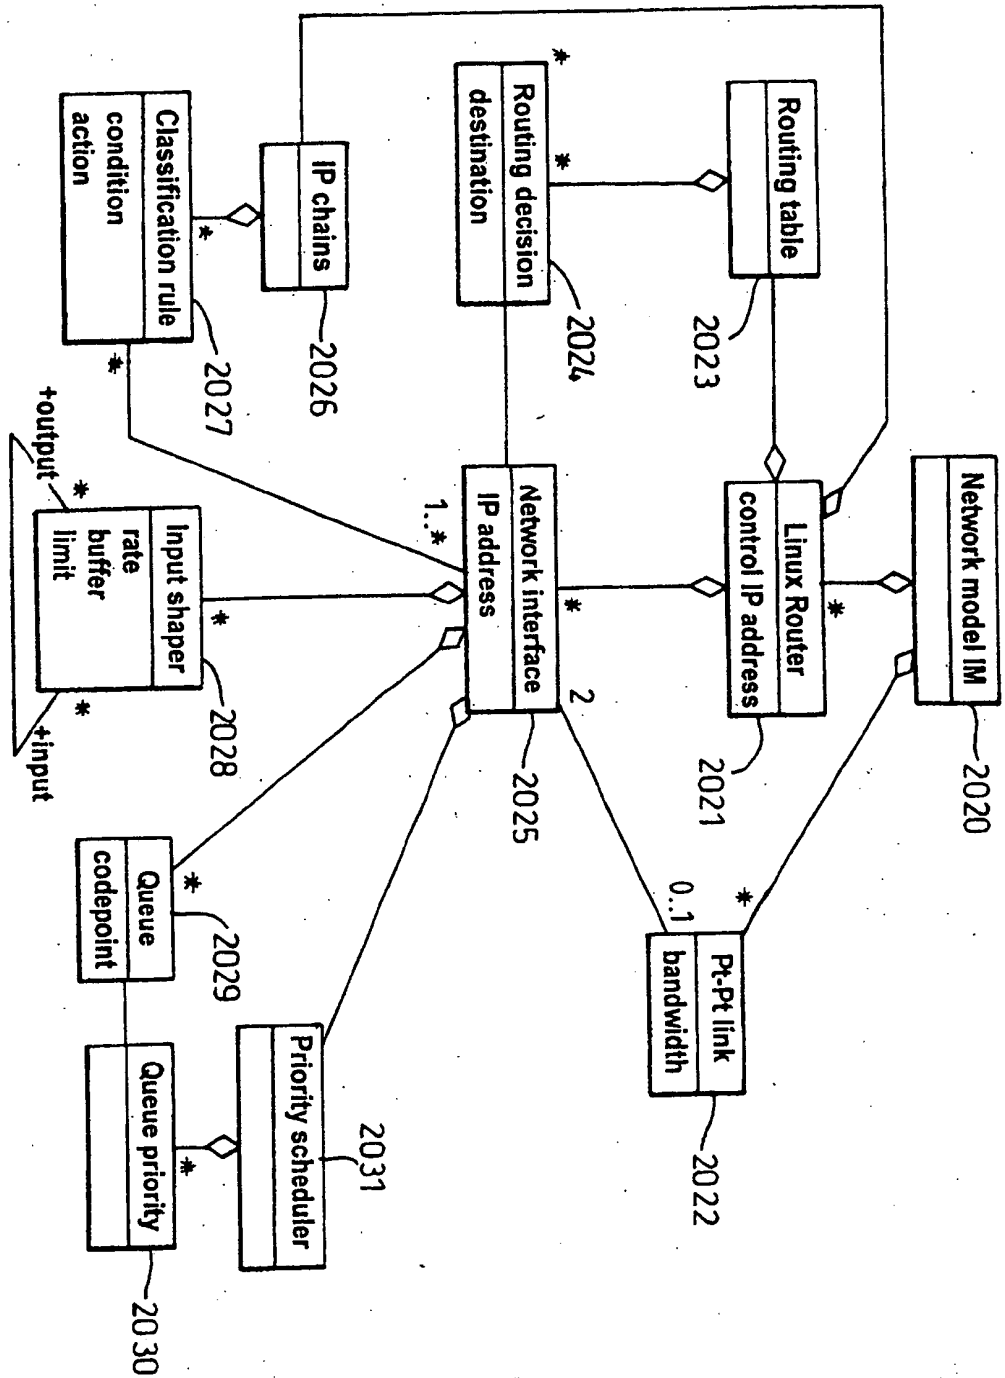 Network model IM
2020
*
*
Linux Router
control IP address
2021
Pt-Pt link
bandwidth
2022
0..1
2
Routing table
2023
*
*
Routing decision
destination
2024
*
Network interface
IP address
2025
1..*
IP chains
2026
*
Classification rule
condition
action
2027
*
*
Input shaper
rate
buffer
limit
2028
*
+output
*
+input
*
Queue
codepoint
2029
Priority scheduler
2031
*
Queue priority
2030